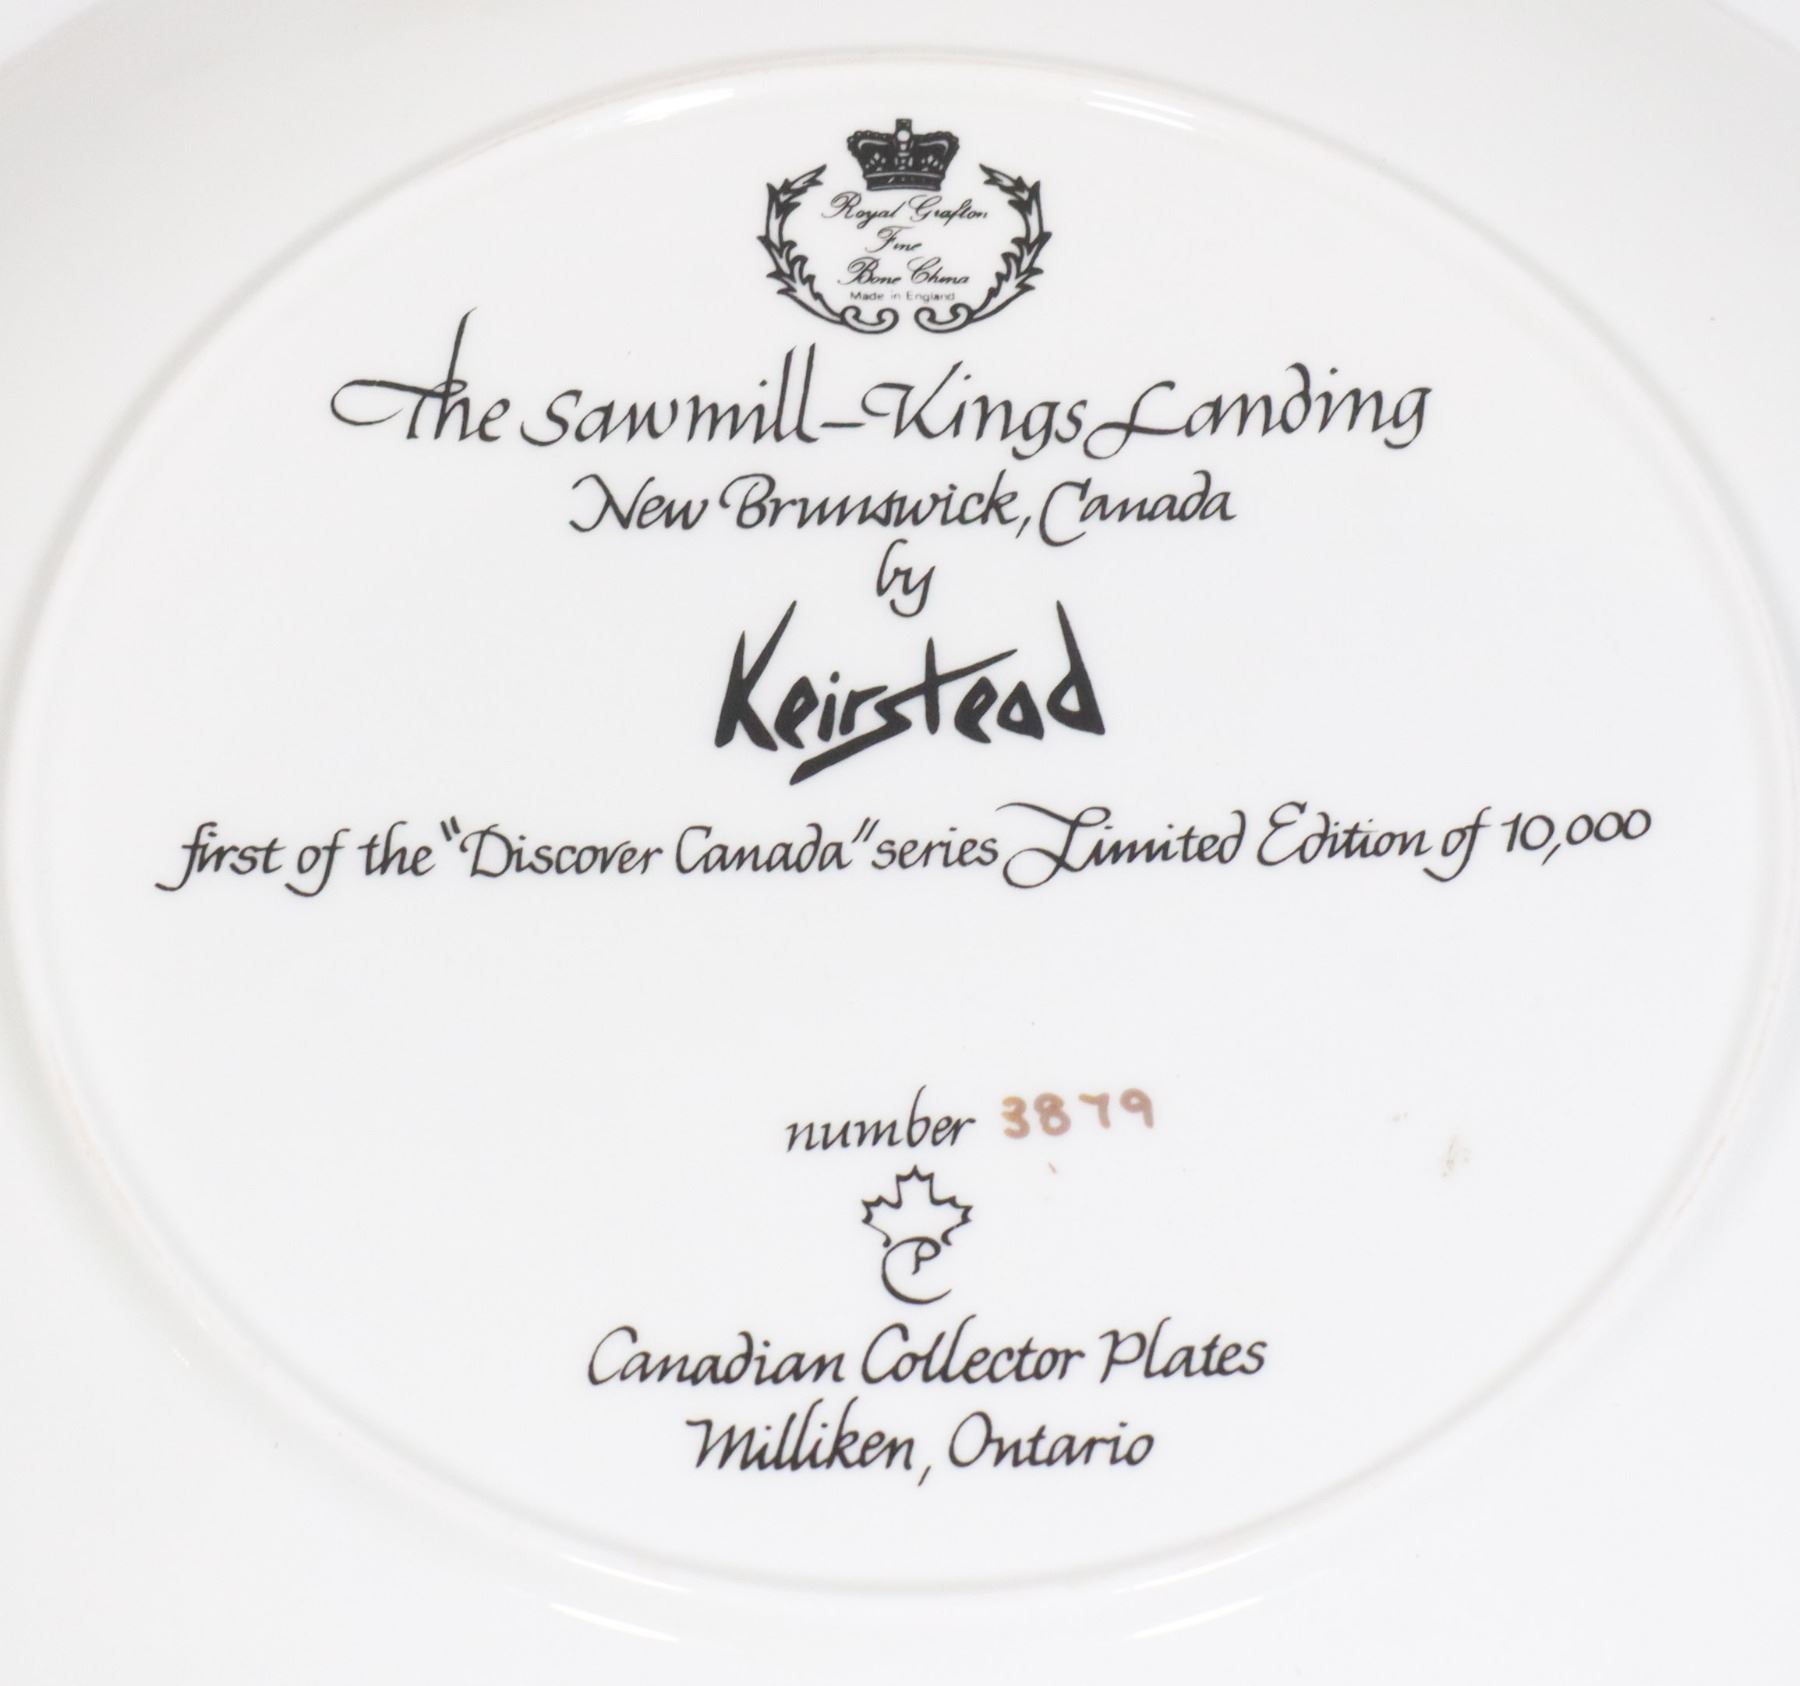 Royal Grafton
Fine
Bone China
Made in England
The Sawmill–Kings Landing
New Brunswick, Canada
by
Keirstead
first of the "Discover Canada" series Limited Edition of 10,000
number 3879
CP
Canadian Collector Plates
Milliken, Ontario